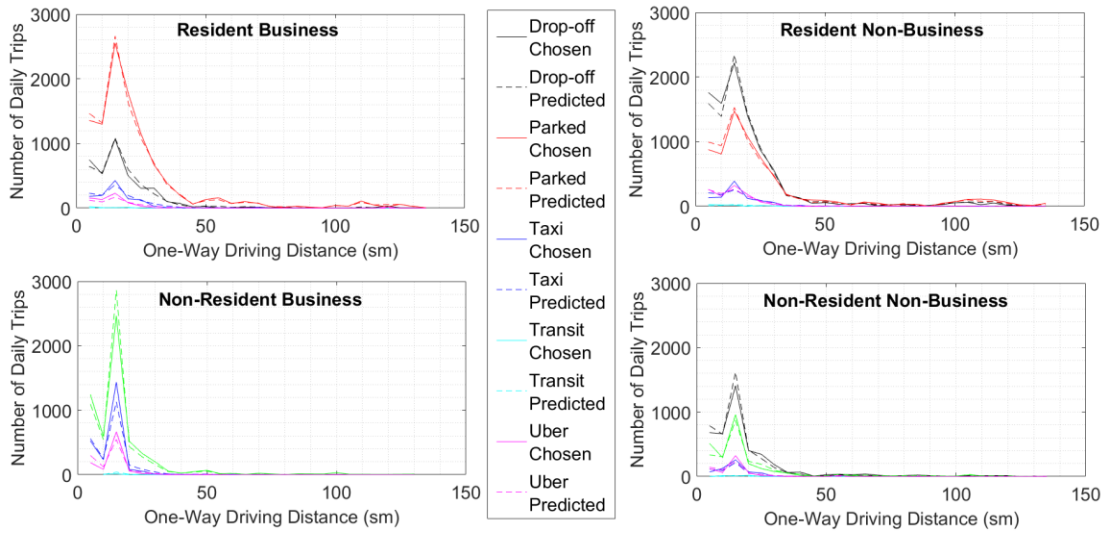 Resident Business
Number of Daily Trips
3000
2000
1000
0
0
50
100
150
One-Way Driving Distance (sm)
Drop-off
Chosen
Drop-off
Predicted
Parked
Chosen
Parked
Predicted
Taxi
Chosen
Taxi
Predicted
Transit
Chosen
Transit
Predicted
Uber
Chosen
Uber
Predicted
Resident Non-Business
Number of Daily Trips
3000
2000
1000
0
0
50
100
150
One-Way Driving Distance (sm)
Non-Resident Business
Number of Daily Trips
3000
2000
1000
0
0
50
100
150
One-Way Driving Distance (sm)
Non-Resident Non-Business
Number of Daily Trips
3000
2000
1000
0
0
50
100
150
One-Way Driving Distance (sm)